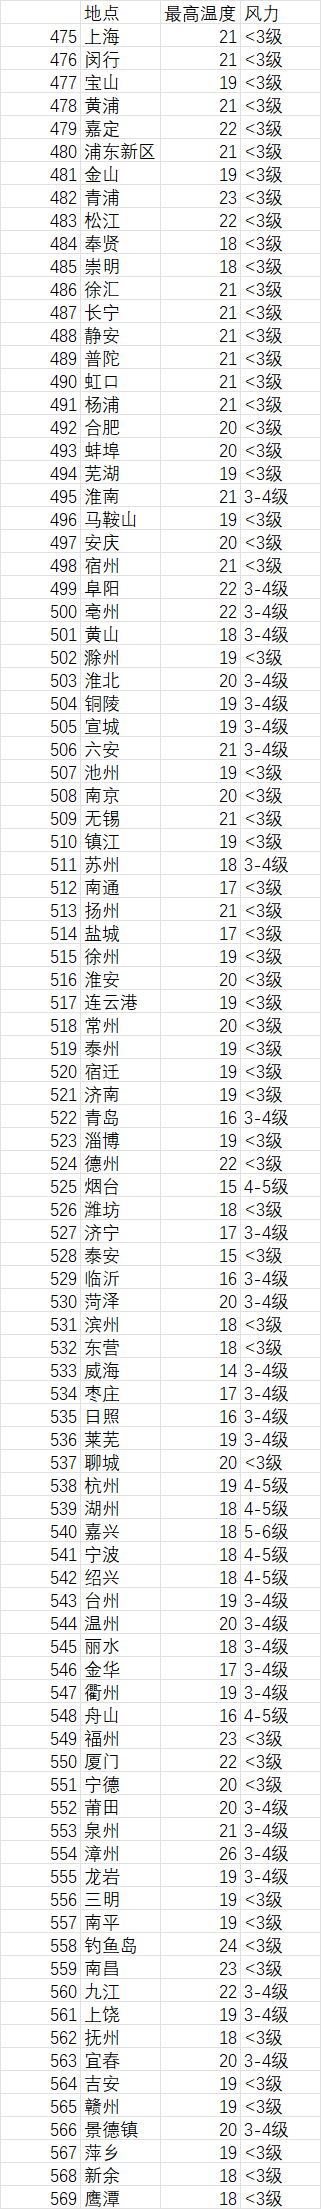 地点 最高温度 风力
475 上海 21 <3级
476 闵行 21 <3级
477 宝山 19 <3级
478 黄浦 21 <3级
479 嘉定 22 <3级
480 浦东新区 21 <3级
481 金山 19 <3级
482 青浦 23 <3级
483 松江 22 <3级
484 奉贤 18 <3级
485 崇明 18 <3级
486 徐汇 21 <3级
487 长宁 21 <3级
488 静安 21 <3级
489 普陀 21 <3级
490 虹口 21 <3级
491 杨浦 21 <3级
492 合肥 20 <3级
493 蚌埠 20 <3级
494 芜湖 19 <3级
495 淮南 21 3-4级
496 马鞍山 19 <3级
497 安庆 20 <3级
498 宿州 21 <3级
499 阜阳 22 3-4级
500 亳州 22 3-4级
501 黄山 18 3-4级
502 滁州 19 <3级
503 淮北 20 3-4级
504 铜陵 19 3-4级
505 宣城 19 3-4级
506 六安 21 3-4级
507 池州 19 <3级
508 南京 20 <3级
509 无锡 21 <3级
510 镇江 19 <3级
511 苏州 18 3-4级
512 南通 17 <3级
513 扬州 21 <3级
514 盐城 17 <3级
515 徐州 19 <3级
516 淮安 20 <3级
517 连云港 19 <3级
518 常州 20 <3级
519 泰州 19 <3级
520 宿迁 19 <3级
521 济南 19 <3级
522 青岛 16 3-4级
523 淄博 19 <3级
524 德州 22 <3级
525 烟台 15 4-5级
526 潍坊 18 <3级
527 济宁 17 3-4级
528 泰安 15 <3级
529 临沂 16 3-4级
530 菏泽 20 3-4级
531 滨州 18 <3级
532 东营 18 <3级
533 威海 14 3-4级
534 枣庄 17 3-4级
535 日照 16 3-4级
536 莱芜 19 3-4级
537 聊城 20 <3级
538 杭州 19 4-5级
539 湖州 18 4-5级
540 嘉兴 18 5-6级
541 宁波 18 4-5级
542 绍兴 18 4-5级
543 台州 19 3-4级
544 温州 20 3-4级
545 丽水 18 3-4级
546 金华 17 3-4级
547 衢州 19 3-4级
548 舟山 16 4-5级
549 福州 23 <3级
550 厦门 22 <3级
551 宁德 20 <3级
552 莆田 20 3-4级
553 泉州 21 3-4级
554 漳州 26 3-4级
555 龙岩 19 3-4级
556 三明 19 <3级
557 南平 19 <3级
558 钓鱼岛 24 <3级
559 南昌 23 <3级
560 九江 22 3-4级
561 上饶 19 3-4级
562 抚州 18 <3级
563 宜春 20 3-4级
564 吉安 19 <3级
565 赣州 19 <3级
566 景德镇 20 3-4级
567 萍乡 19 <3级
568 新余 18 <3级
569 鹰潭 18 <3级